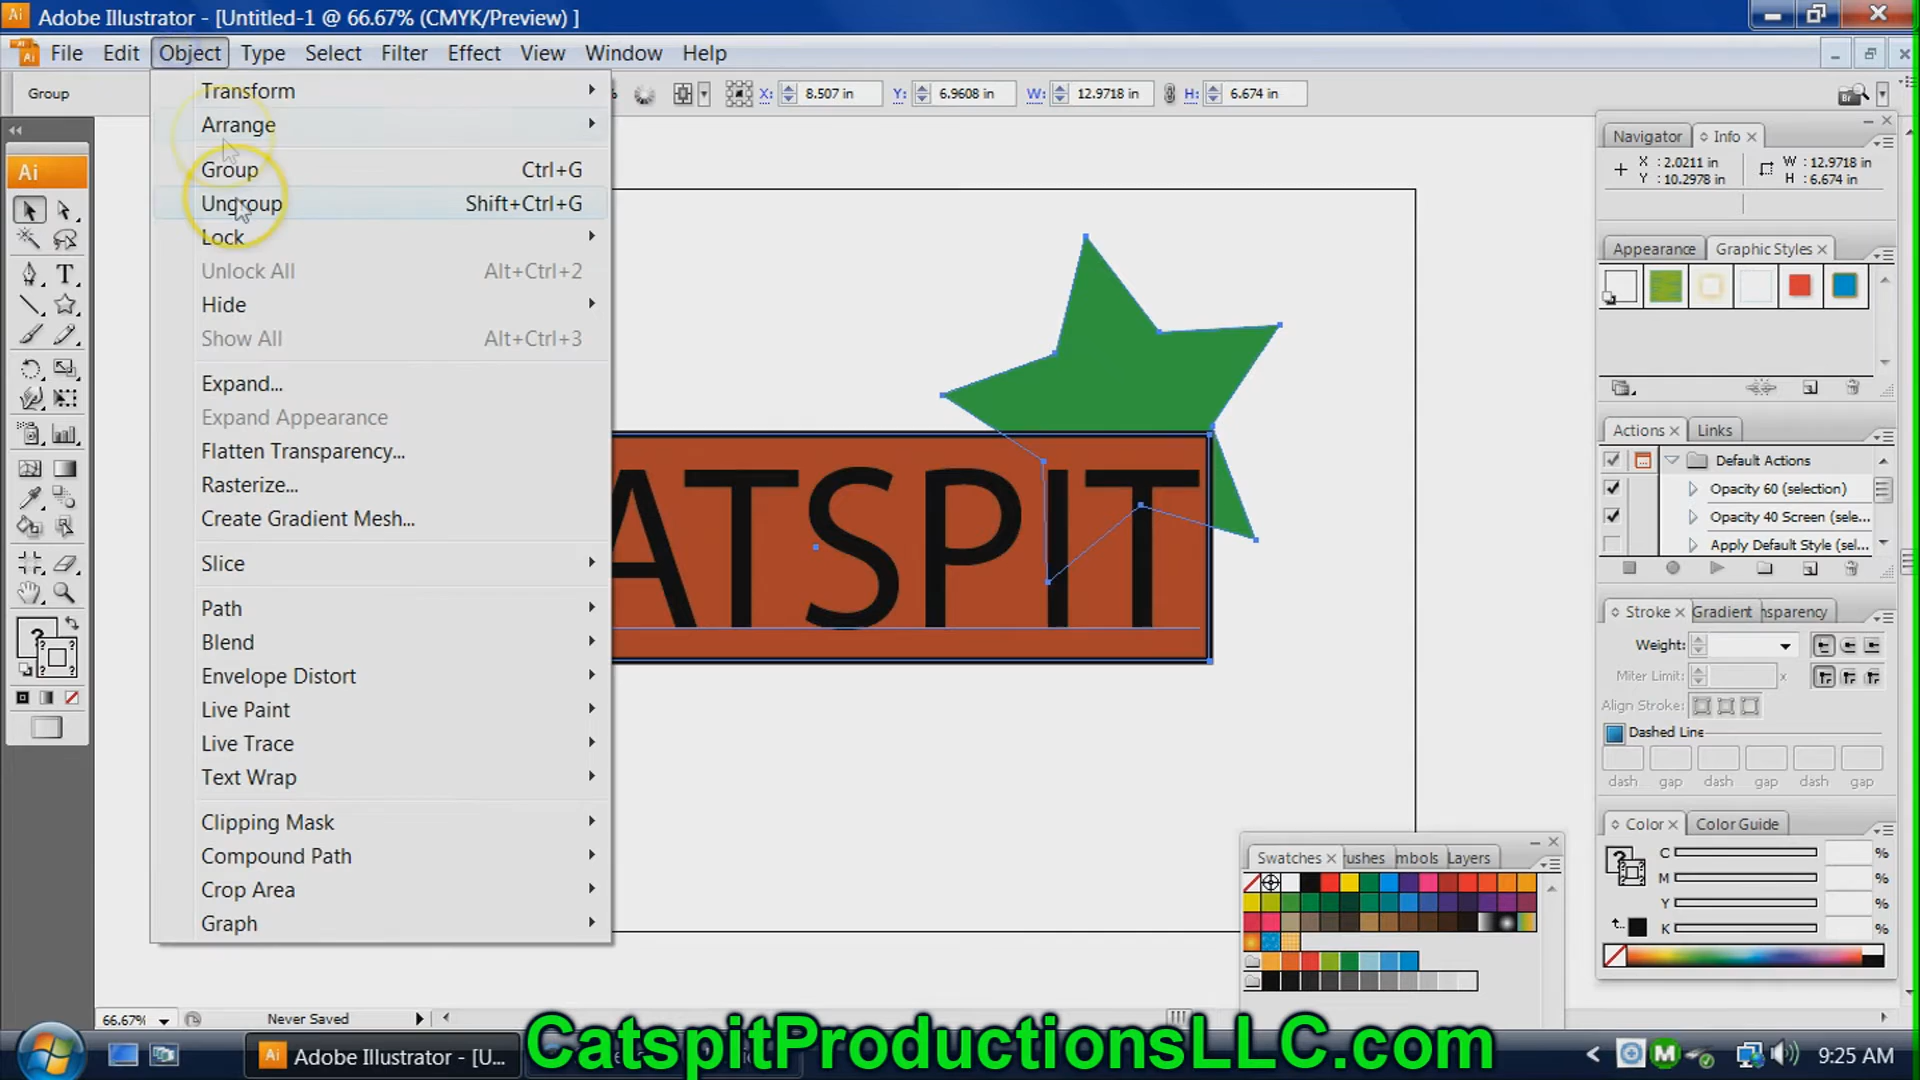 Adobe Illustrator - [Untitled-1 @ 66.67% (CMYK/Preview) ]
File Edit Object Type Select Filter Effect View Window Help
Group X: 8.507 in Y: 6.9608 in W: 12.9718 in H: 6.674 in
Transform
Arrange
Group Ctrl+G
Ungroup Shift+Ctrl+G
Lock
Unlock All Alt+Ctrl+2
Hide
Show All Alt+Ctrl+3
Expand...
Expand Appearance
Flatten Transparency...
Rasterize...
Create Gradient Mesh...
Slice
Path
Blend
Envelope Distort
Live Paint
Live Trace
Text Wrap
Clipping Mask
Compound Path
Crop Area
Graph
Ai
ATSPIT
Navigator Info
X : 2.0211 in W : 12.9718 in
Y : 10.2978 in H : 6.674 in
Appearance Graphic Styles
Actions Links
Default Actions
Opacity 60 (selection)
Opacity 40 Screen (sele...
Apply Default Style (sel...
Stroke Gradient nsparency
Weight:
Miter Limit: x
Align Stroke:
Dashed Line
dash gap dash gap dash gap
Color Color Guide
C %
M %
Y %
K %
Swatches rushes mbols Layers
66.67% Never Saved
Adobe Illustrator - [U...
CatspitProductionsLLC.com
9:25 AM